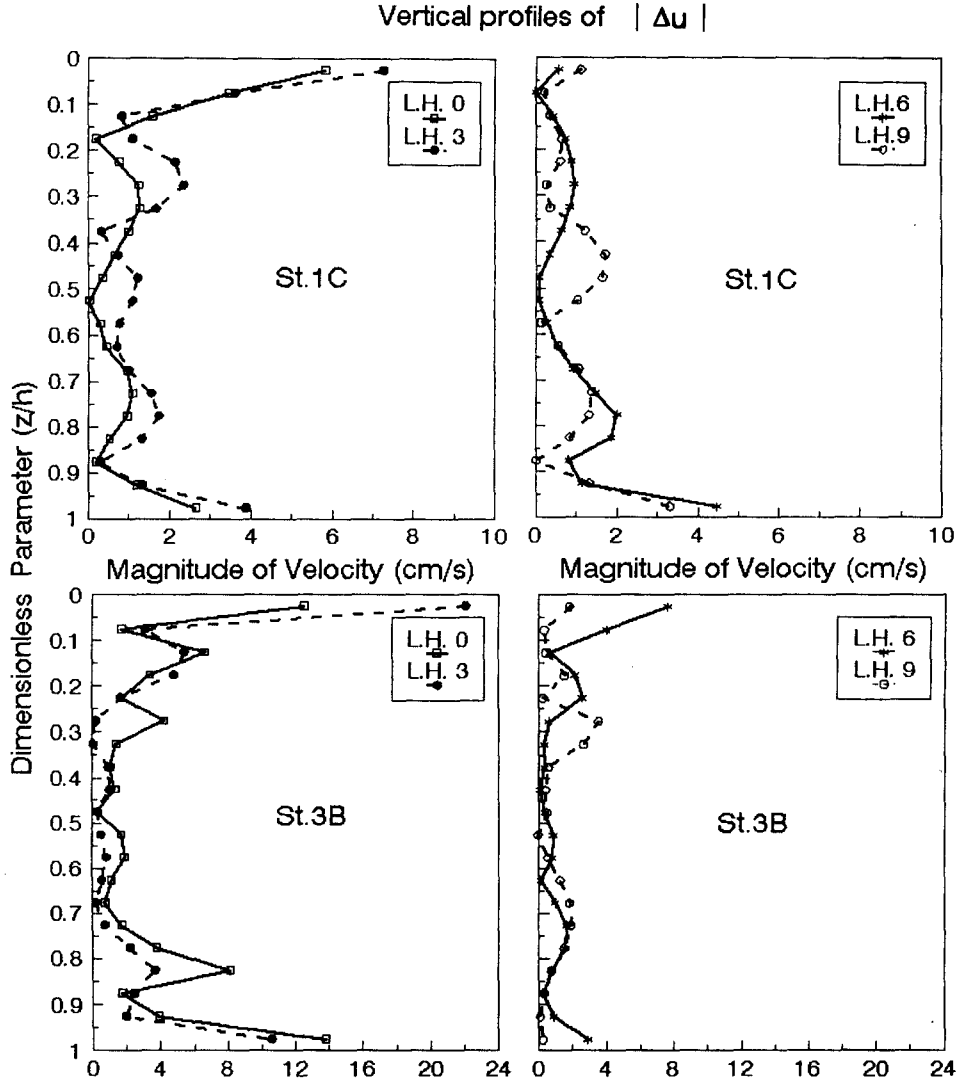 Vertical profiles of | Δu |
Dimensionless Parameter (z/h)
0
0.1
0.2
0.3
0.4
0.5
0.6
0.7
0.8
0.9
1
L.H. 0
L.H. 3
St.1C
0 2 4 6 8 10
Magnitude of Velocity (cm/s)
L.H.6
L.H.9
St.1C
0 2 4 6 8 10
Magnitude of Velocity (cm/s)
0
0.1
0.2
0.3
0.4
0.5
0.6
0.7
0.8
0.9
1
L.H. 0
L.H. 3
St.3B
0 4 8 12 16 20 24
L.H. 6
L.H. 9
St.3B
0 4 8 12 16 20 24